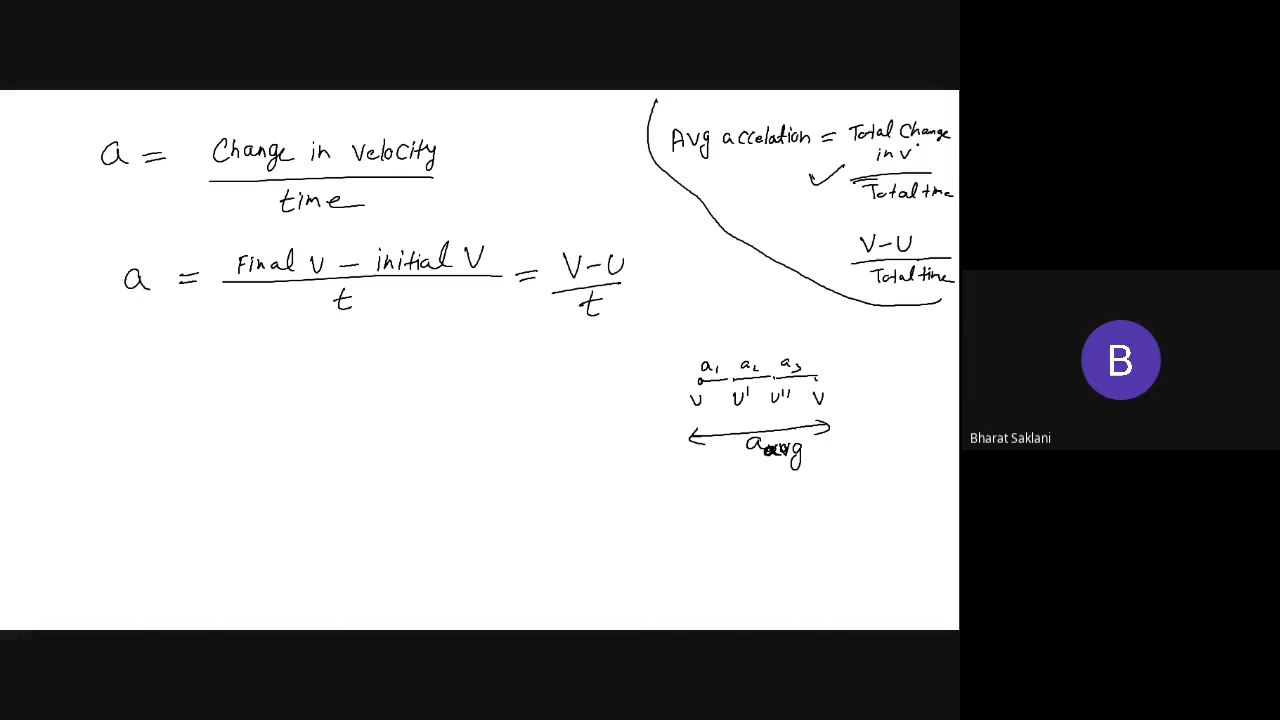 a = Change in velocity
time
a = Final v – initial V = V-U
t t
Avg accelation = Total Change
in v
Total time
V-U
Total time
a₁ a₂ a₃
U U' U'' V
a avg
B
Bharat Saklani